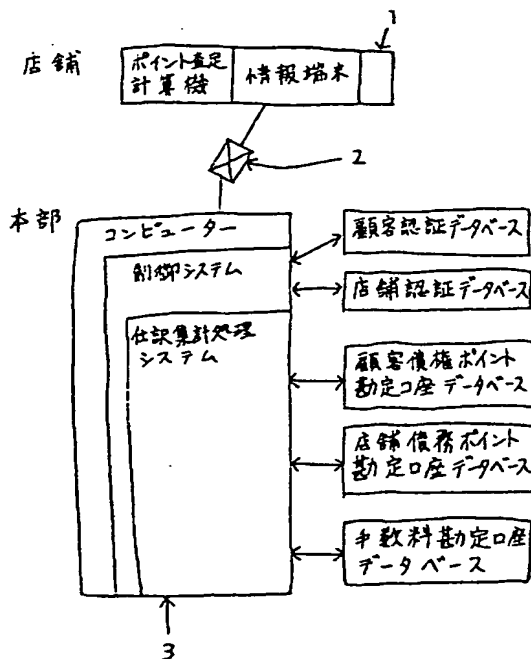 1
店舗
ポイント査定
計算機
情報端末
2
本部
コンピューター
制御システム
仕訳集計処理
システム
顧客認証データベース
店舗認証データベース
顧客債権ポイント
勘定口座データベース
店舗債務ポイント
勘定口座データベース
手数料勘定口座
データベース
3